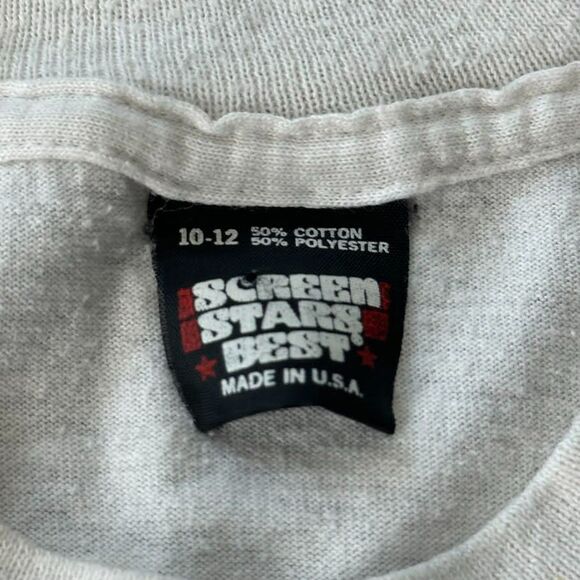 10-12 50% COTTON
50% POLYESTER
SCREEN
STARS
BEST®
MADE IN U.S.A.